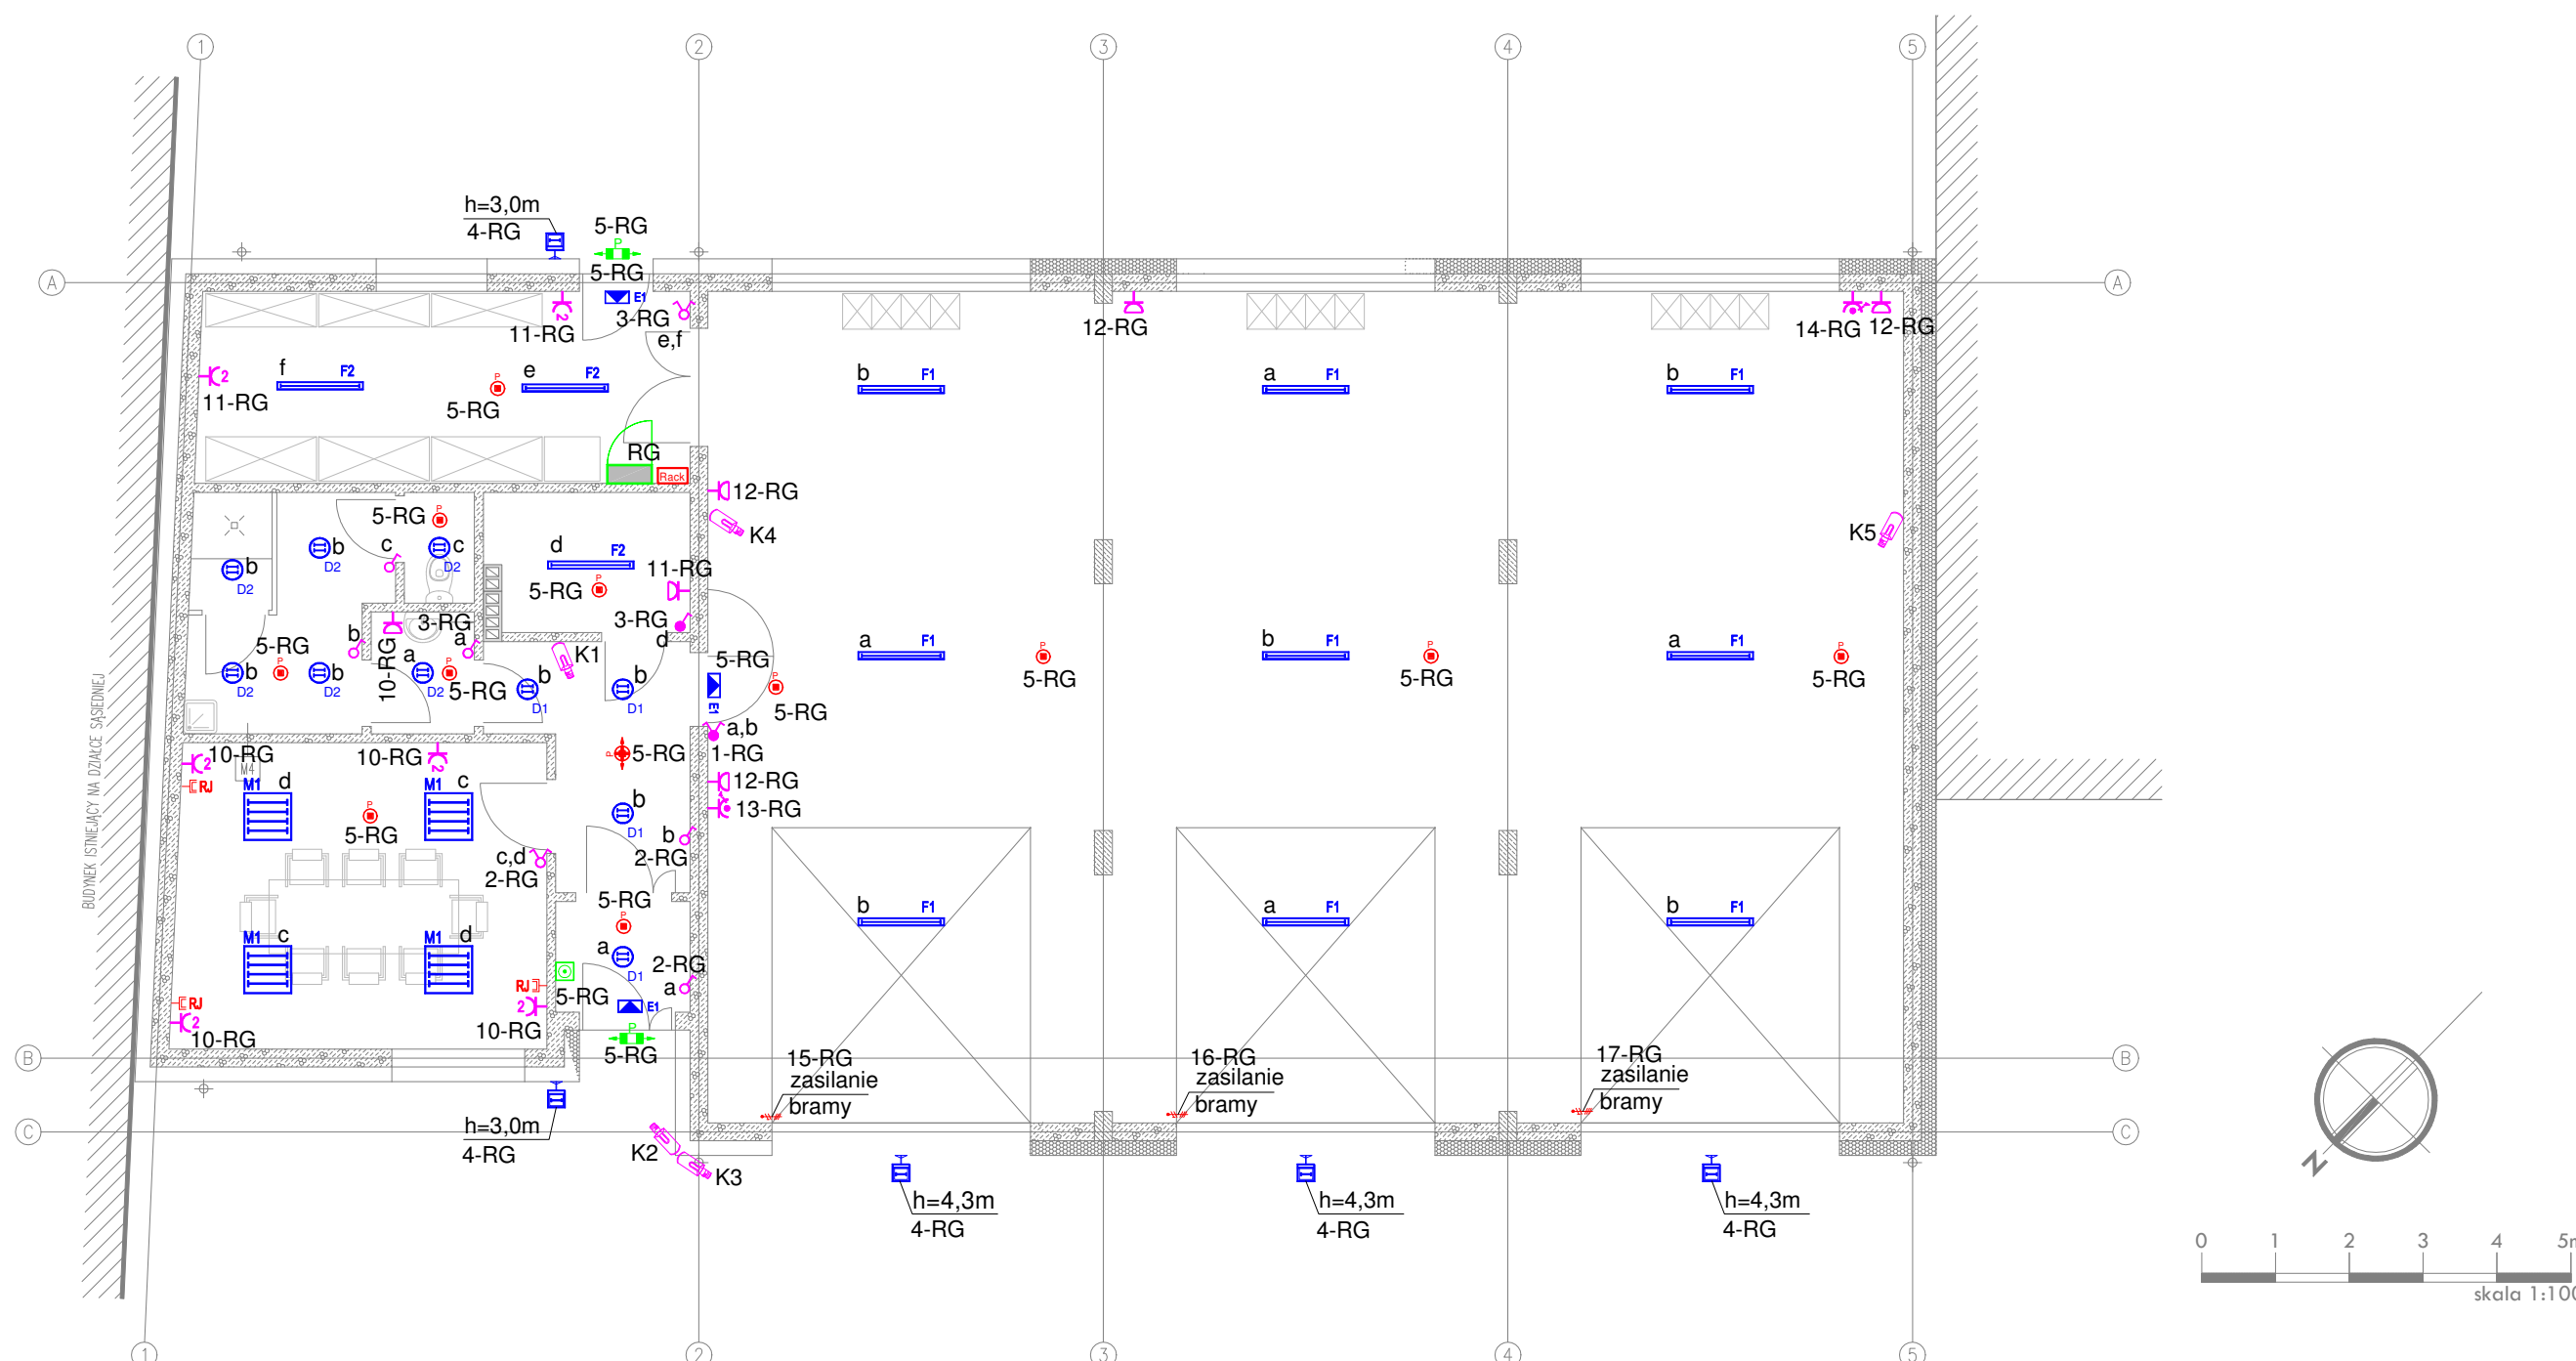 1 2 3 4 5
h=3,0m
4-RG
5-RG
P
5-RG
A
A
E1
3-RG
e,f
2
11-RG
12-RG
14-RG
12-RG
f F2
e F2
b F1
a F1
b F1
2
11-RG
P
5-RG
RG
Rack
12-RG
K4
K5
P
5-RG
c
b
D2
c
D2
b
D2
d F2
P
5-RG
11-RG
3-RG
d
3-RG
b
a
10-RG
K1
a F1
b F1
a F1
5-RG
P
b
D2
b
D2
a
D2
P
5-RG
b
D1
b
D1
5-RG
E1
P
5-RG
P
5-RG
P
5-RG
P
5-RG
a,b
1-RG
P
5-RG
BUDYNEK ISTNIEJĄCY NA DZIAŁCE SĄSIEDNIEJ
2
10-RG
M4
10-RG
2
RJ
M1 d
M1 c
P
5-RG
12-RG
13-RG
b
D1
b
2-RG
c,d
2-RG
5-RG
P
b F1
a F1
b F1
M1 c
M1 d
a
D1
2-RG
a
RJ
5-RG
E1
RJ
2
10-RG
2
10-RG
P
5-RG
B
B
15-RG
zasilanie
bramy
16-RG
zasilanie
bramy
17-RG
zasilanie
bramy
h=3,0m
4-RG
C
C
K2
K3
h=4,3m
4-RG
h=4,3m
4-RG
h=4,3m
4-RG
N
0 1 2 3 4 5m
skala 1:100
1 2 3 4 5